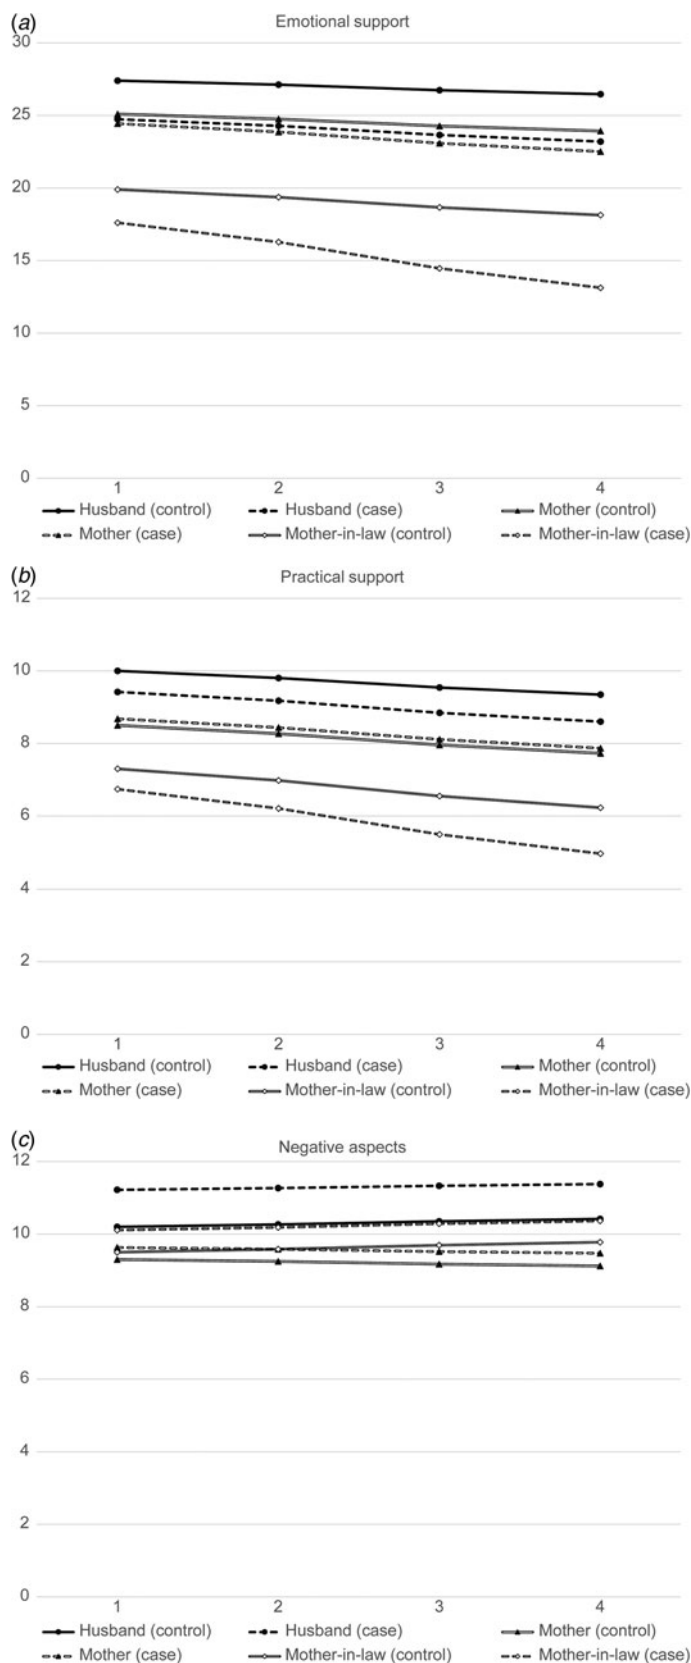 (a)
Emotional support
30
25
20
15
10
5
0
1 2 3 4
Husband (control) Husband (case) Mother (control)
Mother (case) Mother-in-law (control) Mother-in-law (case)
(b)
Practical support
12
10
8
6
4
2
0
1 2 3 4
Husband (control) Husband (case) Mother (control)
Mother (case) Mother-in-law (control) Mother-in-law (case)
(c)
Negative aspects
12
10
8
6
4
2
0
1 2 3 4
Husband (control) Husband (case) Mother (control)
Mother (case) Mother-in-law (control) Mother-in-law (case)